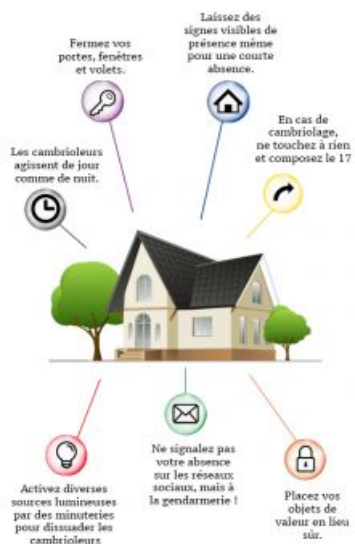 Laissez des
signes visibles de
présence même
pour une courte
absence.
Fermez vos
portes, fenêtres
et volets.
En cas de
cambriolage,
ne touchez à rien
et composez le 17
Les cambrioleurs
agissent de jour
comme de nuit.
Ne signalez pas
votre absence
sur les réseaux
sociaux, mais à
la gendarmerie !
Activez diverses
sources lumineuses
par des minuteries
pour dissuader les
cambrioleurs
Placez vos
objets de
valeur en lieu
sûr.